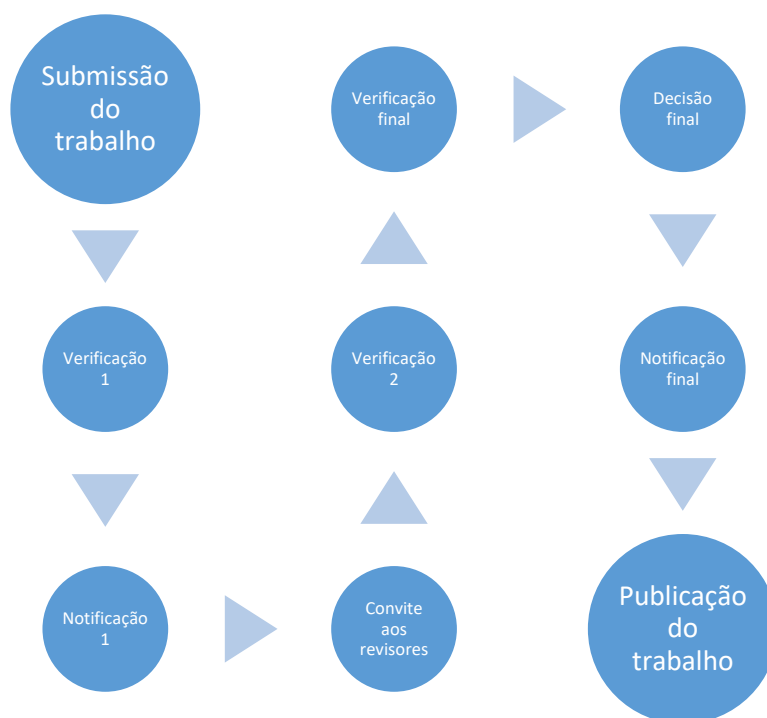 Submissão
do
trabalho
Verificação
1
Notificação
1
Convite
aos
revisores
Verificação
2
Verificação
final
Decisão
final
Notificação
final
Publicação
do
trabalho